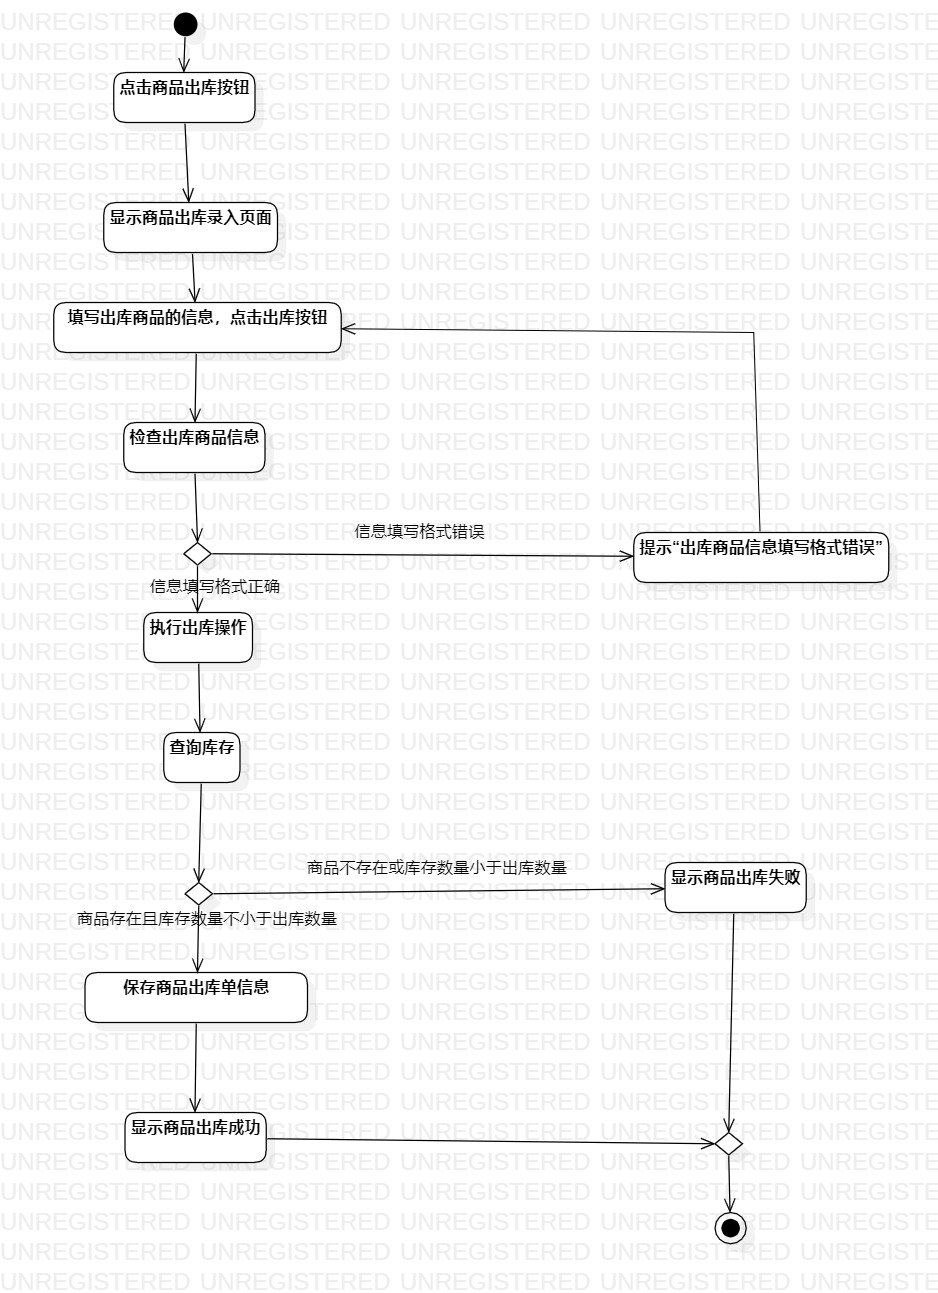 点击商品出库按钮
显示商品出库录入页面
填写出库商品的信息，点击出库按钮
检查出库商品信息
信息填写格式错误
提示“出库商品信息填写格式错误”
信息填写格式正确
执行出库操作
查询库存
商品不存在或库存数量小于出库数量
显示商品出库失败
商品存在且库存数量不小于出库数量
保存商品出库单信息
显示商品出库成功
UNREGISTERED